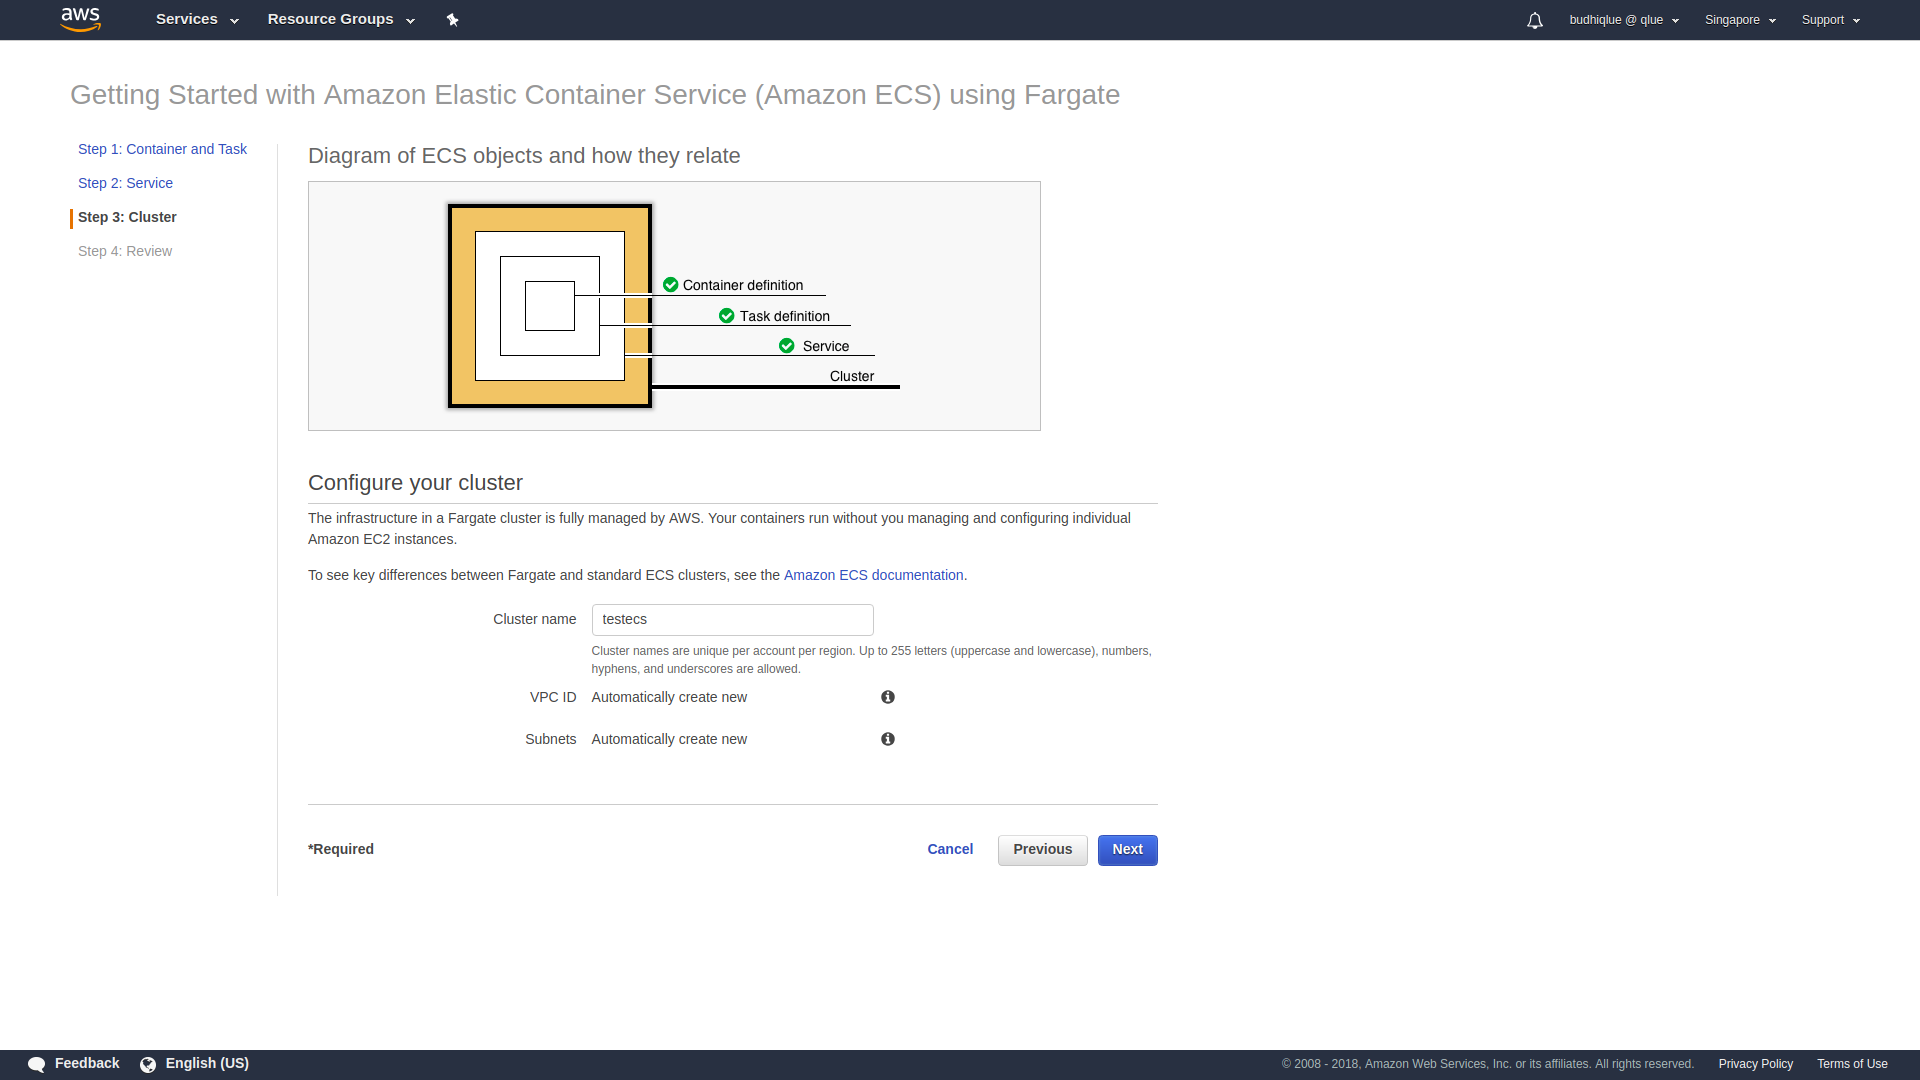 aws Services Resource Groups budhiqlue @ qlue Singapore Support
Getting Started with Amazon Elastic Container Service (Amazon ECS) using Fargate
Step 1: Container and Task
Step 2: Service
Step 3: Cluster
Step 4: Review
Diagram of ECS objects and how they relate
Container definition
Task definition
Service
Cluster
Configure your cluster
The infrastructure in a Fargate cluster is fully managed by AWS. Your containers run without you managing and configuring individual
Amazon EC2 instances.
To see key differences between Fargate and standard ECS clusters, see the Amazon ECS documentation.
Cluster name testecs
Cluster names are unique per account per region. Up to 255 letters (uppercase and lowercase), numbers,
hyphens, and underscores are allowed.
VPC ID Automatically create new
Subnets Automatically create new
*Required Cancel Previous Next
Feedback English (US) © 2008 - 2018, Amazon Web Services, Inc. or its affiliates. All rights reserved. Privacy Policy Terms of Use